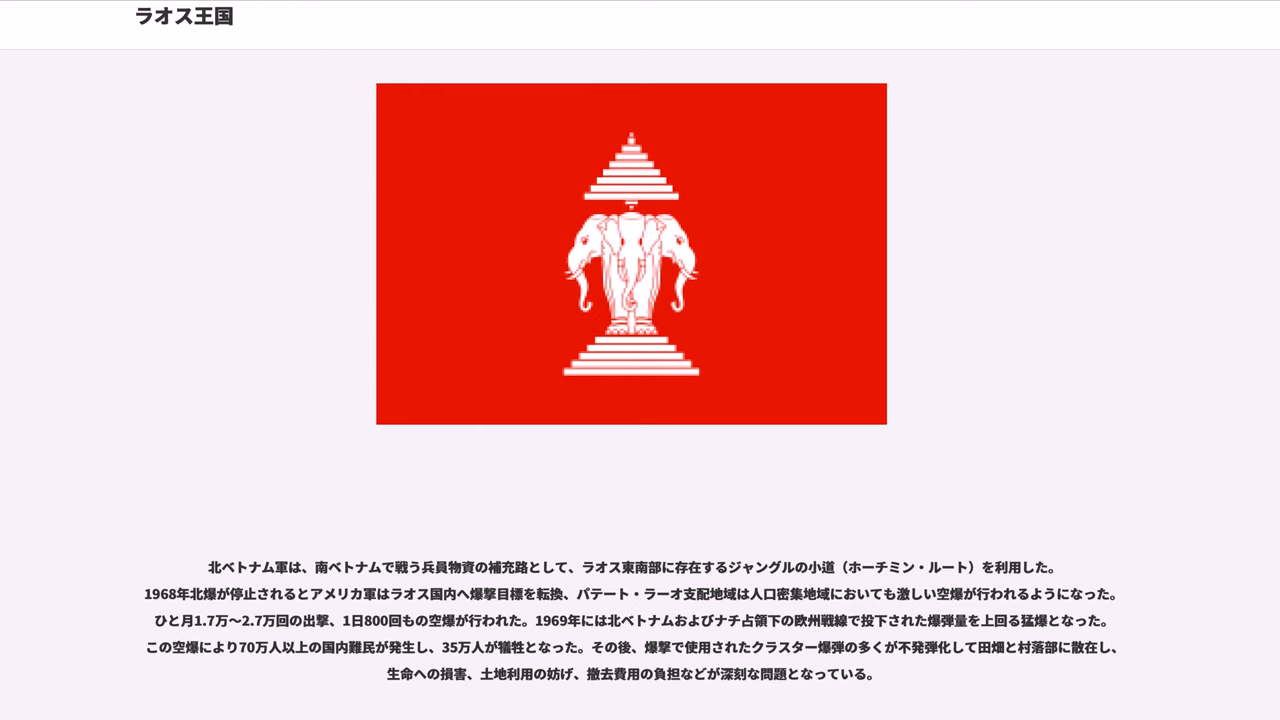 ラオス王国
北ベトナム軍は、南ベトナムで戦う兵員物資の補充路として、ラオス東南部に存在するジャングルの小道（ホーチミン・ルート）を利用した。
1968年北爆が停止されるとアメリカ軍はラオス国内へ爆撃目標を転換、パテート・ラーオ支配地域は人口密集地域においても激しい空爆が行われるようになった。
ひと月1.7万〜2.7万回の出撃、1日800回もの空爆が行われた。1969年には北ベトナムおよびナチ占領下の欧州戦線で投下された爆弾量を上回る猛爆となった。
この空爆により70万人以上の国内難民が発生し、35万人が犠牲となった。その後、爆撃で使用されたクラスター爆弾の多くが不発弾化して田畑と村落部に散在し、
生命への損害、土地利用の妨げ、撤去費用の負担などが深刻な問題となっている。